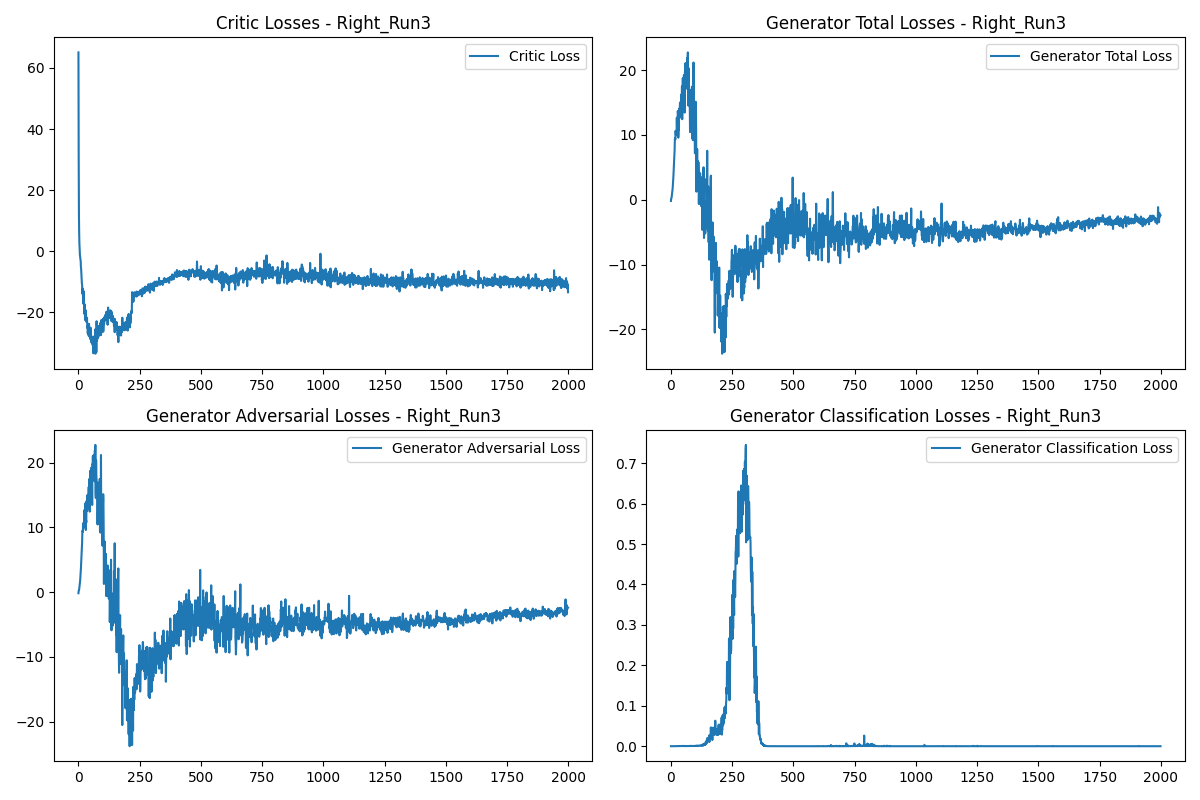 Critic Losses - Right_Run3
Critic Loss
60
40
20
0
−20
0 250 500 750 1000 1250 1500 1750 2000
Generator Total Losses - Right_Run3
Generator Total Loss
20
10
0
−10
−20
0 250 500 750 1000 1250 1500 1750 2000
Generator Adversarial Losses - Right_Run3
Generator Adversarial Loss
20
10
0
−10
−20
0 250 500 750 1000 1250 1500 1750 2000
Generator Classification Losses - Right_Run3
Generator Classification Loss
0.7
0.6
0.5
0.4
0.3
0.2
0.1
0.0
0 250 500 750 1000 1250 1500 1750 2000